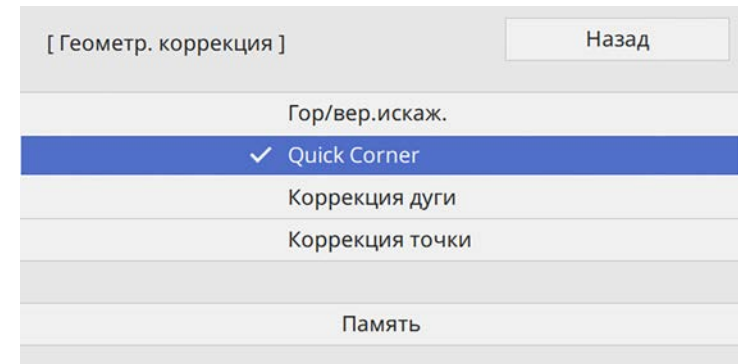 [ Геометр. коррекция ]
Назад
Гор/вер.искаж.
Quick Corner
Коррекция дуги
Коррекция точки
Память